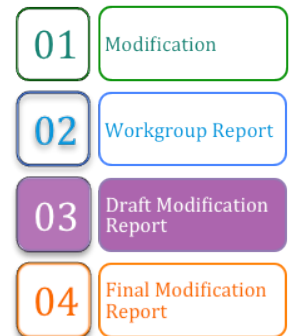 01 Modification
02 Workgroup Report
03 Draft Modification
Report
04 Final Modification
Report